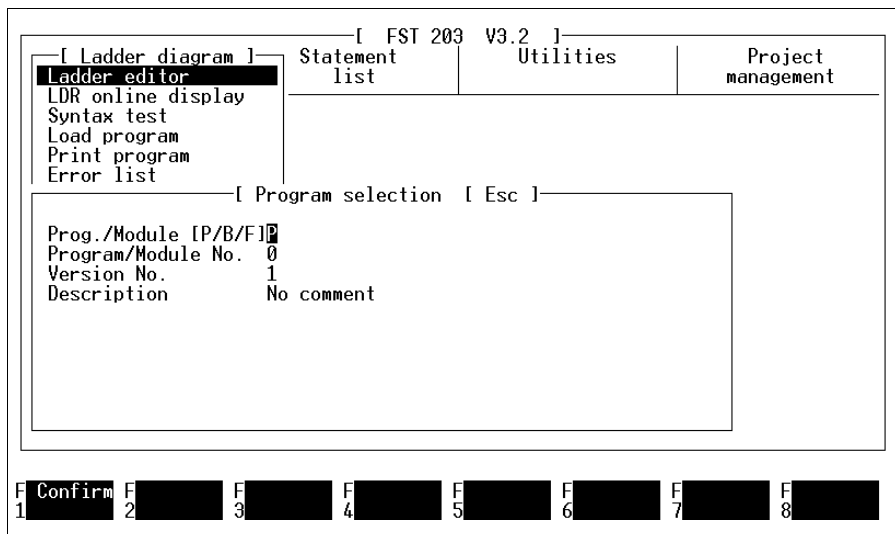 [ FST 203 V3.2 ]
[ Ladder diagram ] Statement Utilities Project
Ladder editor list management
LDR online display
Syntax test
Load program
Print program
Error list
[ Program selection [ Esc ]
Prog./Module [P/B/F]P
Program/Module No. 0
Version No. 1
Description No comment
F Confirm F F F F F F F
1 2 3 4 5 6 7 8